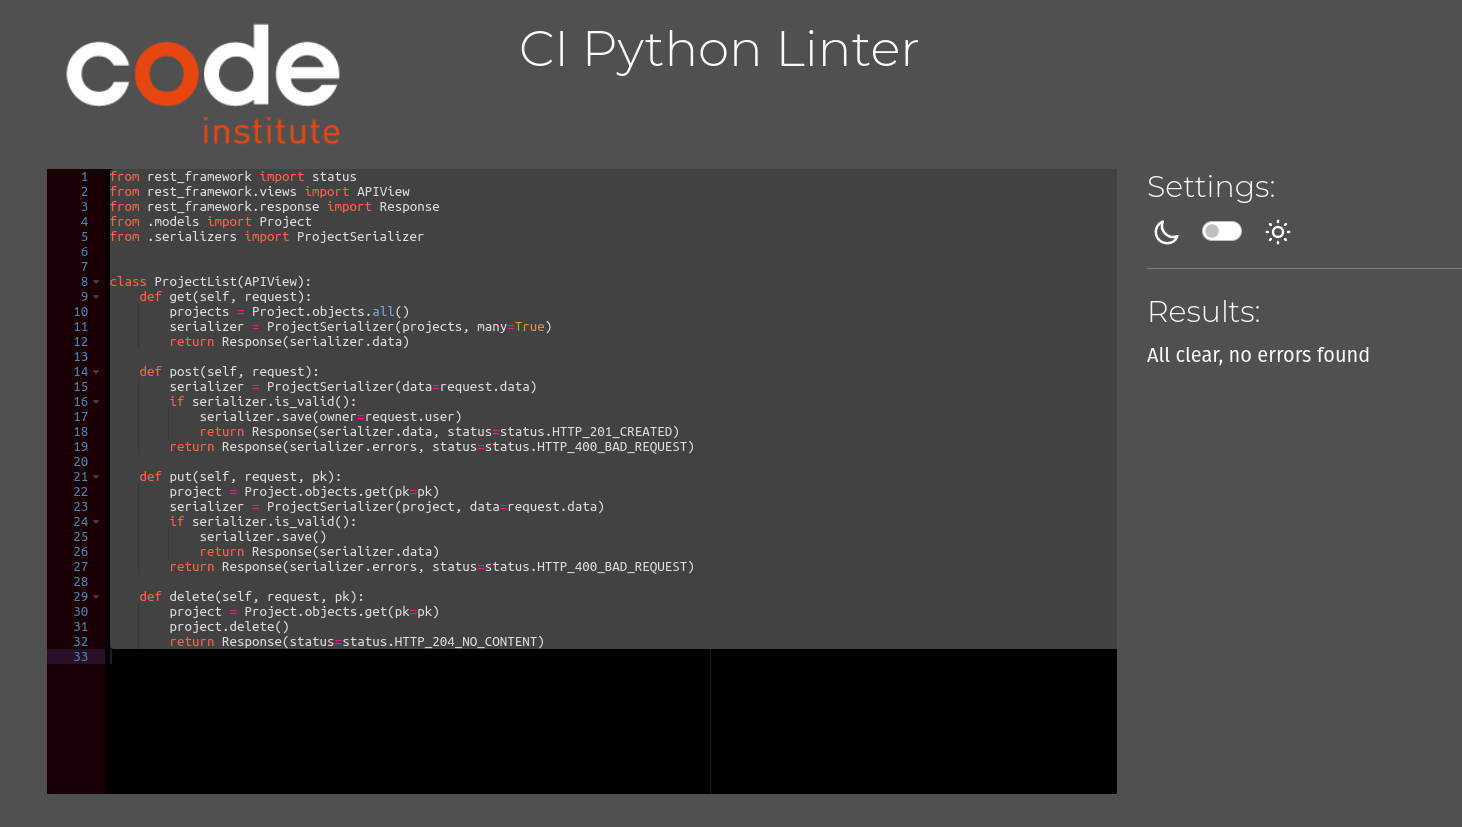 code
institute
CI Python Linter
1 from rest_framework import status
2 from rest_framework.views import APIView
3 from rest_framework.response import Response
4 from .models import Project
5 from .serializers import ProjectSerializer
6
7
8 class ProjectList(APIView):
9     def get(self, request):
10         projects = Project.objects.all()
11         serializer = ProjectSerializer(projects, many=True)
12         return Response(serializer.data)
13
14     def post(self, request):
15         serializer = ProjectSerializer(data=request.data)
16         if serializer.is_valid():
17             serializer.save(owner=request.user)
18             return Response(serializer.data, status=status.HTTP_201_CREATED)
19         return Response(serializer.errors, status=status.HTTP_400_BAD_REQUEST)
20
21     def put(self, request, pk):
22         project = Project.objects.get(pk=pk)
23         serializer = ProjectSerializer(project, data=request.data)
24         if serializer.is_valid():
25             serializer.save()
26             return Response(serializer.data)
27         return Response(serializer.errors, status=status.HTTP_400_BAD_REQUEST)
28
29     def delete(self, request, pk):
30         project = Project.objects.get(pk=pk)
31         project.delete()
32         return Response(status=status.HTTP_204_NO_CONTENT)
33
Settings:
Results:
All clear, no errors found